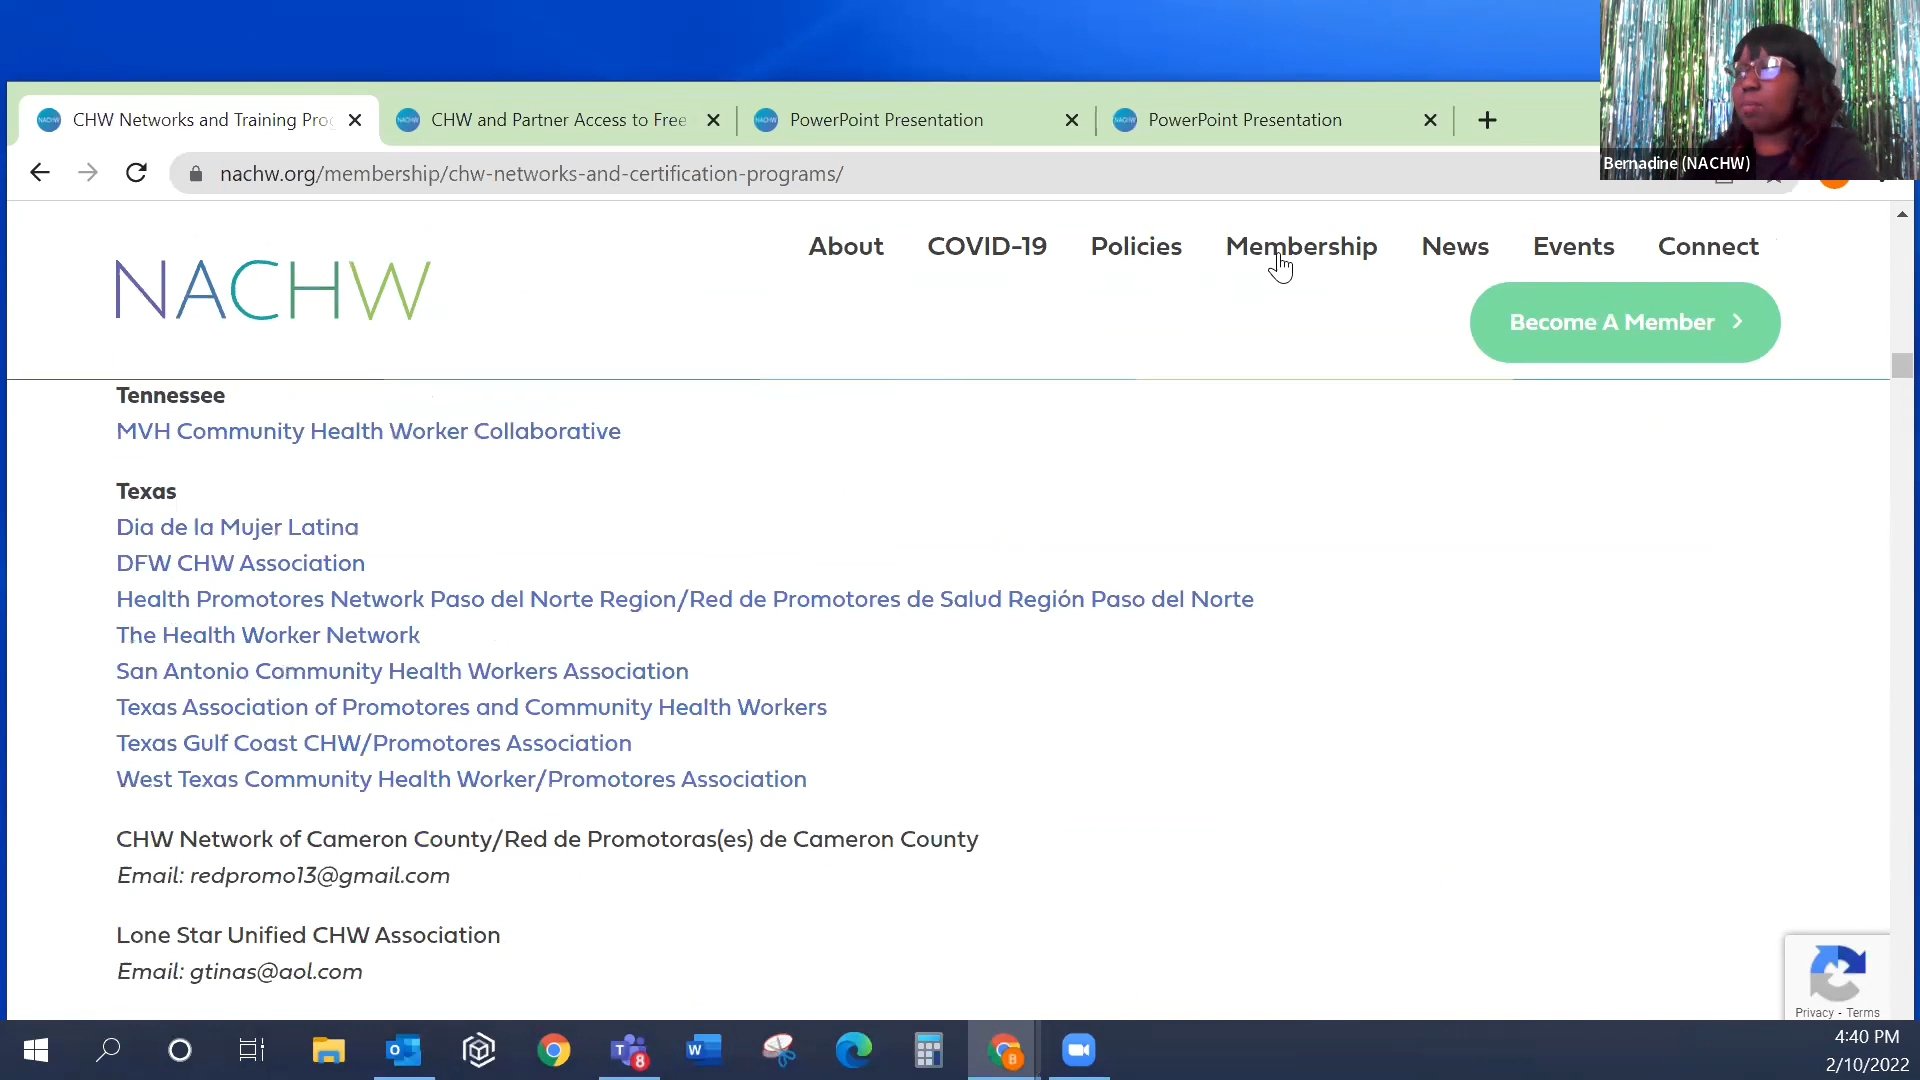 CHW Networks and Training Pro
CHW and Partner Access to Free
PowerPoint Presentation
PowerPoint Presentation
nachw.org/membership/chw-networks-and-certification-programs/
Bernadine (NACHW)
NACHW
About COVID-19 Policies Membership News Events Connect
Become A Member
Tennessee
MVH Community Health Worker Collaborative
Texas
Dia de la Mujer Latina
DFW CHW Association
Health Promotores Network Paso del Norte Region/Red de Promotores de Salud Región Paso del Norte
The Health Worker Network
San Antonio Community Health Workers Association
Texas Association of Promotores and Community Health Workers
Texas Gulf Coast CHW/Promotores Association
West Texas Community Health Worker/Promotores Association
CHW Network of Cameron County/Red de Promotoras(es) de Cameron County
Email: redpromo13@gmail.com
Lone Star Unified CHW Association
Email: gtinas@aol.com
Privacy - Terms
8
B
4:40 PM
2/10/2022